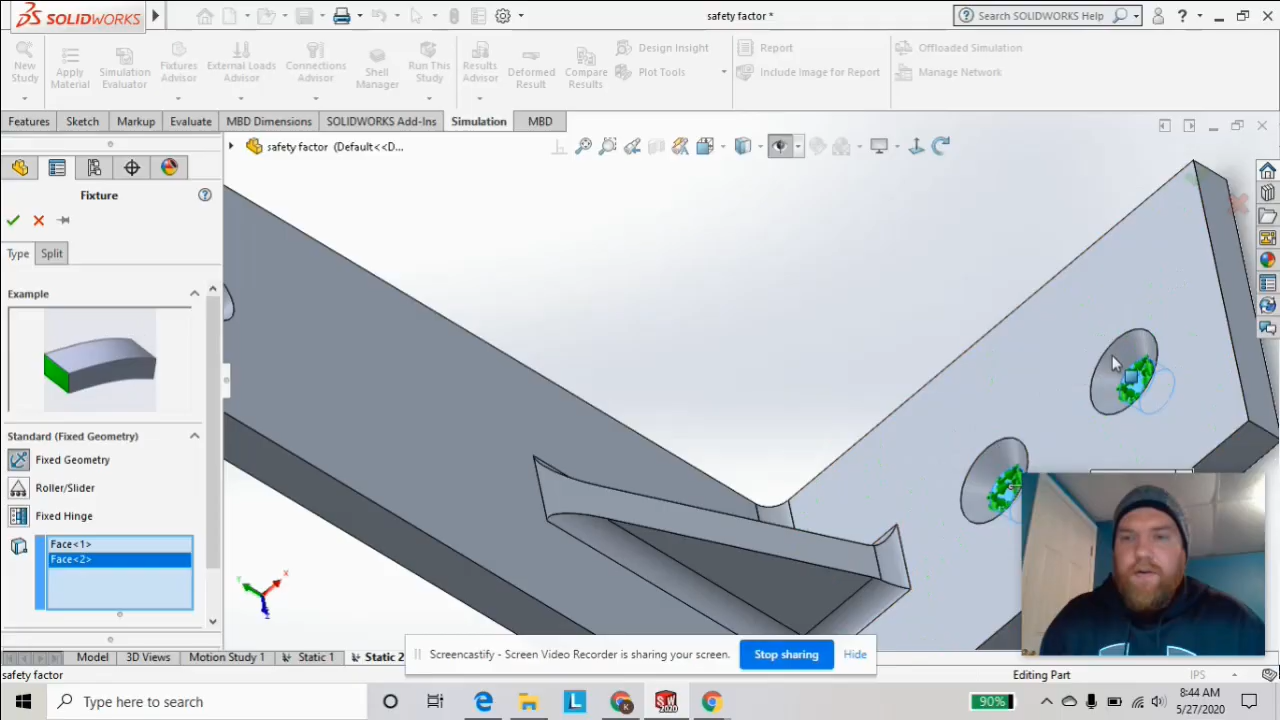 SOLIDWORKS
safety factor *
Search SOLIDWORKS Help
New Study
Apply Material
Simulation Evaluator
Fixtures Advisor
External Loads Advisor
Connections Advisor
Shell Manager
Run This Study
Results Advisor
Deformed Result
Compare Results
Design Insight
Plot Tools
Report
Include Image for Report
Offloaded Simulation
Manage Network
Features Sketch Markup Evaluate MBD Dimensions SOLIDWORKS Add-Ins Simulation MBD
safety factor (Default<<D...
Fixture
Type Split
Example
Standard (Fixed Geometry)
Fixed Geometry
Roller/Slider
Fixed Hinge
Face<1>
Face<2>
Model 3D Views Motion Study 1 Static 1 Static 2
Screencastify - Screen Video Recorder is sharing your screen. Stop sharing Hide
safety factor Editing Part IPS
Type here to search
90%
8:44 AM
5/27/2020